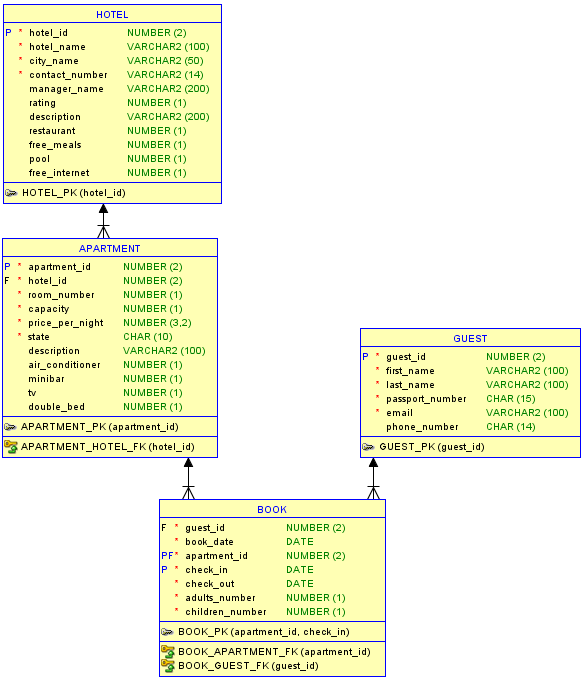 HOTEL
P * hotel_id NUMBER (2)
* hotel_name VARCHAR2 (100)
* city_name VARCHAR2 (50)
* contact_number VARCHAR2 (14)
manager_name VARCHAR2 (200)
rating NUMBER (1)
description VARCHAR2 (200)
restaurant NUMBER (1)
free_meals NUMBER (1)
pool NUMBER (1)
free_internet NUMBER (1)
HOTEL_PK (hotel_id)
APARTMENT
P * apartment_id NUMBER (2)
F * hotel_id NUMBER (2)
* room_number NUMBER (1)
* capacity NUMBER (1)
* price_per_night NUMBER (3,2)
* state CHAR (10)
description VARCHAR2 (100)
air_conditioner NUMBER (1)
minibar NUMBER (1)
tv NUMBER (1)
double_bed NUMBER (1)
APARTMENT_PK (apartment_id)
APARTMENT_HOTEL_FK (hotel_id)
GUEST
P * guest_id NUMBER (2)
* first_name VARCHAR2 (100)
* last_name VARCHAR2 (100)
* passport_number CHAR (15)
* email VARCHAR2 (100)
phone_number CHAR (14)
GUEST_PK (guest_id)
BOOK
F * guest_id NUMBER (2)
* book_date DATE
PF* apartment_id NUMBER (2)
P * check_in DATE
* check_out DATE
* adults_number NUMBER (1)
* children_number NUMBER (1)
BOOK_PK (apartment_id, check_in)
BOOK_APARTMENT_FK (apartment_id)
BOOK_GUEST_FK (guest_id)